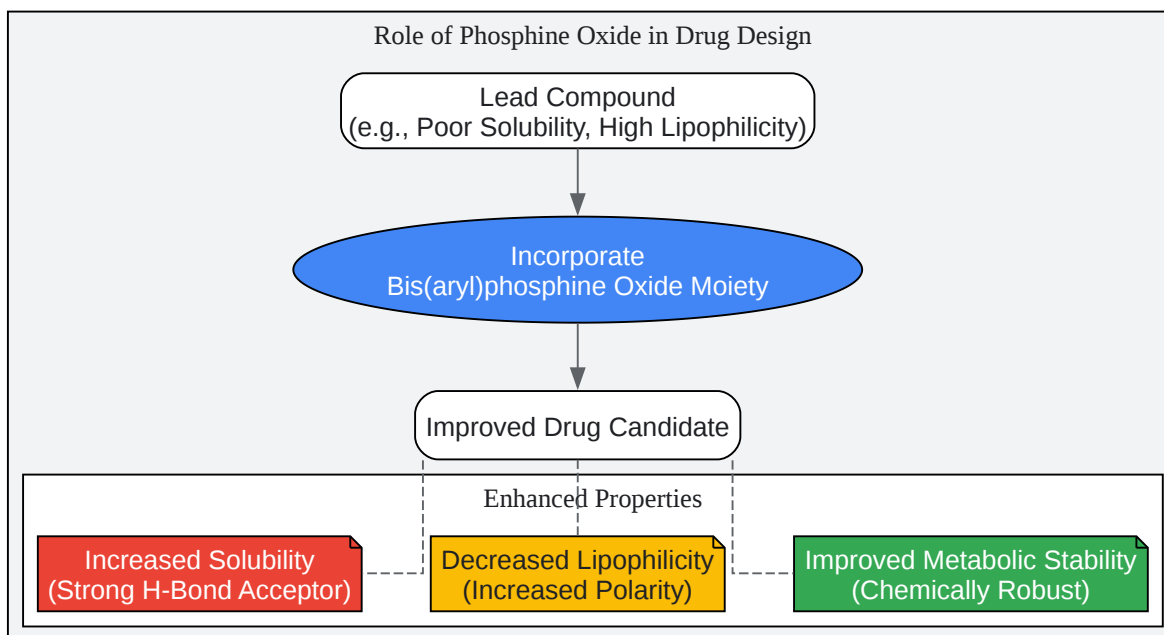 Role of Phosphine Oxide in Drug Design
Lead Compound
(e.g., Poor Solubility, High Lipophilicity)
Incorporate
Bis(aryl)phosphine Oxide Moiety
Improved Drug Candidate
Enhanced Properties
Increased Solubility
(Strong H-Bond Acceptor)
Decreased Lipophilicity
(Increased Polarity)
Improved Metabolic Stability
(Chemically Robust)